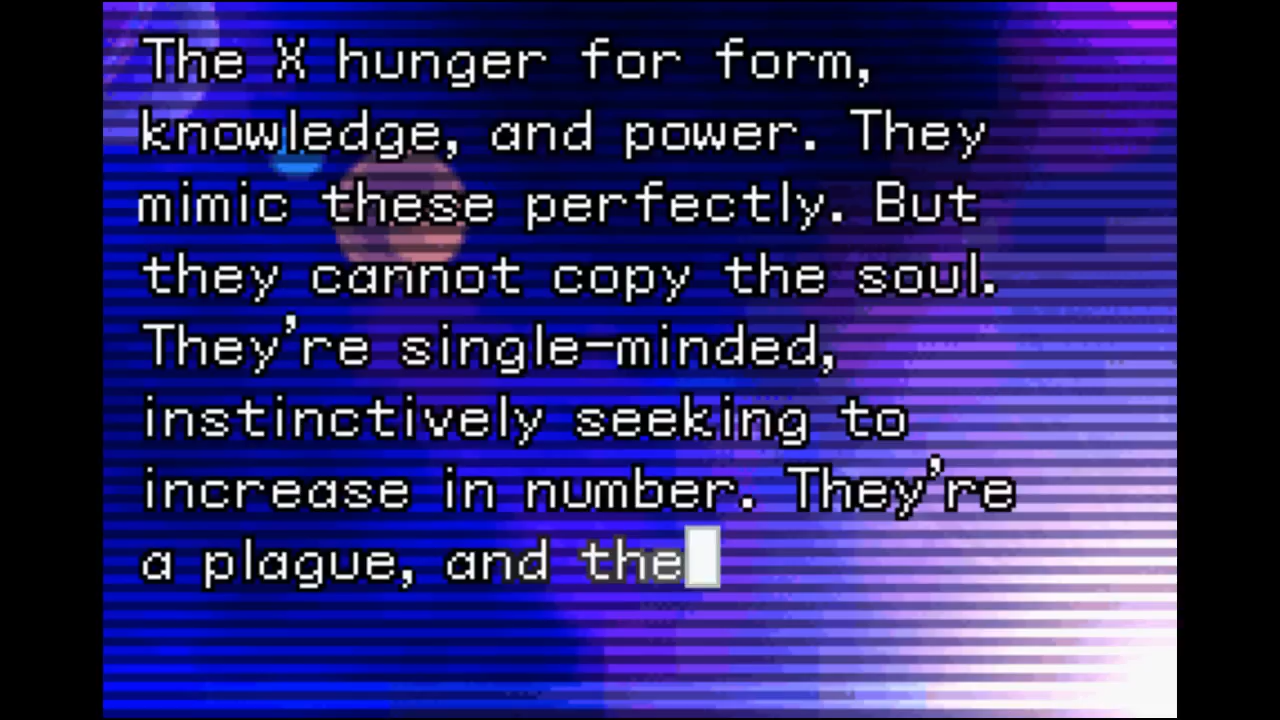 The X hunger for form,
knowledge, and power. They
mimic these perfectly. But
they cannot copy the soul.
They're single-minded,
instinctively seeking to
increase in number. They're
a plague, and the